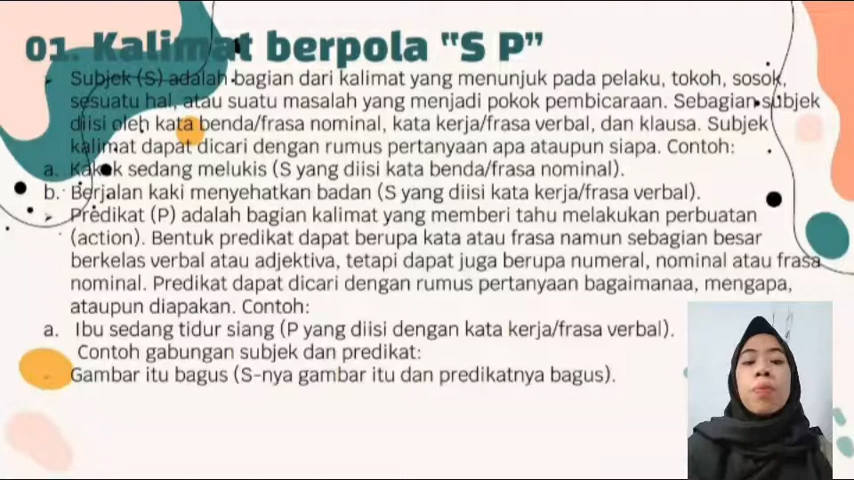 01. Kalimat berpola “S P”
Subjek (S) adalah bagian dari kalimat yang menunjuk pada pelaku, tokoh, sosok,
sesuatu hal, atau suatu masalah yang menjadi pokok pembicaraan. Sebagian subjek
diisi oleh kata benda/frasa nominal, kata kerja/frasa verbal, dan klausa. Subjek
kalimat dapat dicari dengan rumus pertanyaan apa ataupun siapa. Contoh:
a. Kakek sedang melukis (S yang diisi kata benda/frasa nominal).
b. Berjalan kaki menyehatkan badan (S yang diisi kata kerja/frasa verbal).
Predikat (P) adalah bagian kalimat yang memberi tahu melakukan perbuatan
(action). Bentuk predikat dapat berupa kata atau frasa namun sebagian besar
berkelas verbal atau adjektiva, tetapi dapat juga berupa numeral, nominal atau frasa
nominal. Predikat dapat dicari dengan rumus pertanyaan bagaimanaa, mengapa,
ataupun diapakan. Contoh:
a. Ibu sedang tidur siang (P yang diisi dengan kata kerja/frasa verbal).
Contoh gabungan subjek dan predikat:
- Gambar itu bagus (S-nya gambar itu dan predikatnya bagus).